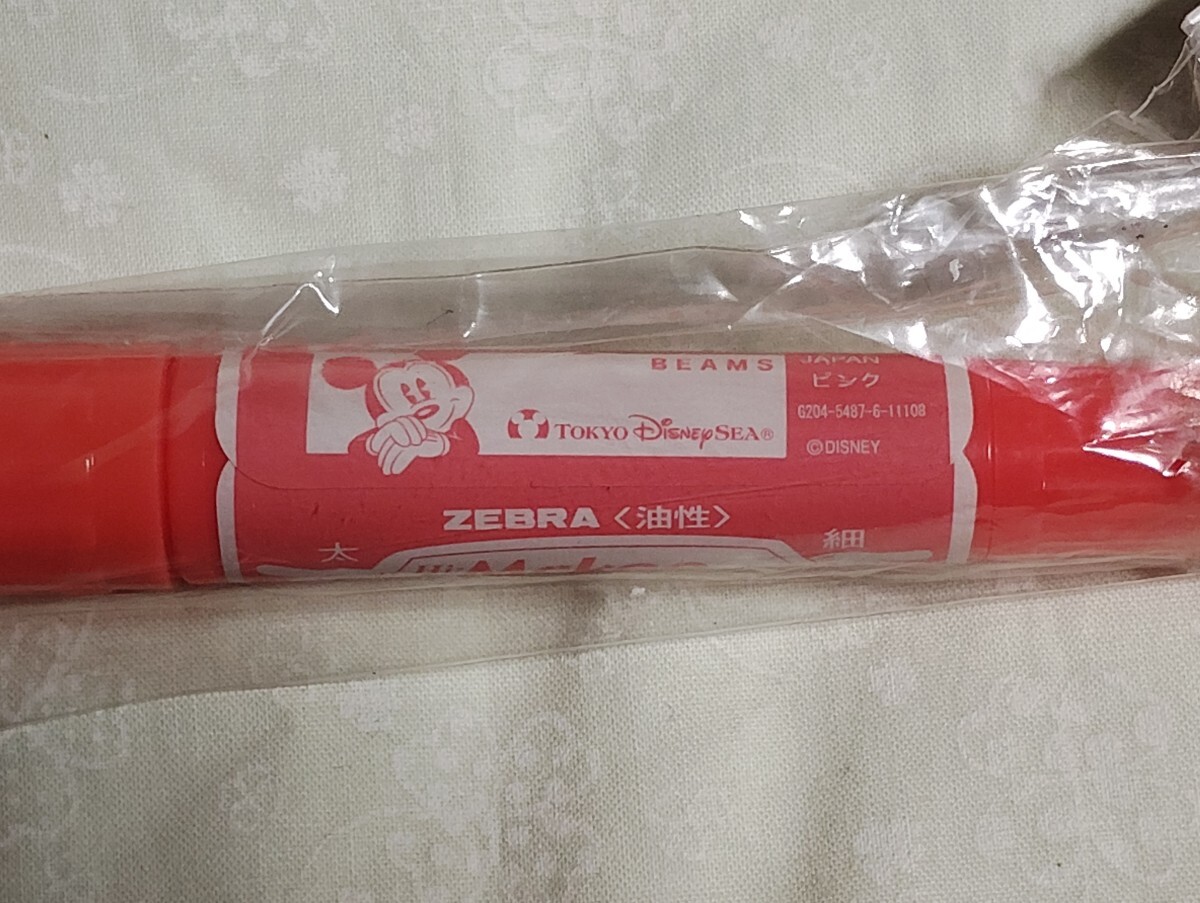 BEAMS
TOKYO DISNEYSEA®
JAPAN
ピンク
G204-5487-6-11108
©DISNEY
ZEBRA〈油性〉
太
細